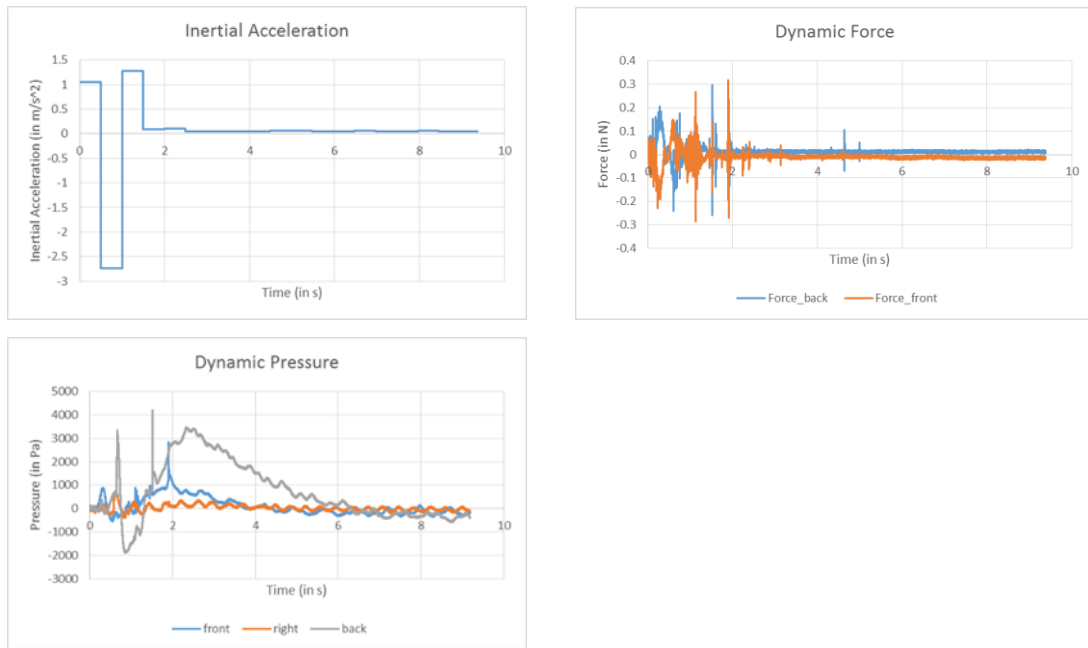 Inertial Acceleration
Inertial Acceleration (in m/s^2)
1.5
1
0.5
0
-0.5
-1
-1.5
-2
-2.5
-3
0 2 4 6 8 10
Time (in s)
Dynamic Force
Force (in N)
0.4
0.3
0.2
0.1
0
-0.1
-0.2
-0.3
-0.4
0 2 4 6 8 10
Time (in s)
Force_back Force_front
Dynamic Pressure
Pressure (in Pa)
5000
4000
3000
2000
1000
0
-1000
-2000
-3000
0 2 4 6 8 10
Time (in s)
front right back